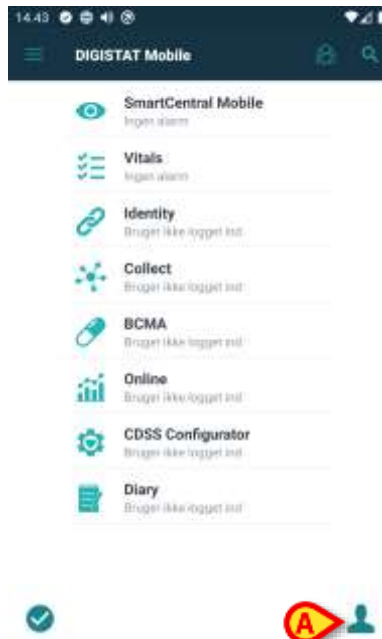 14.43
DIGISTAT Mobile
SmartCentral Mobile
Ingen alarm
Vitals
Ingen alarm
Identity
Bruger ikke logget ind
Collect
Bruger ikke logget ind
BCMA
Bruger ikke logget ind
Online
Bruger ikke logget ind
CDSS Configurator
Bruger ikke logget ind
Diary
Bruger ikke logget ind
A